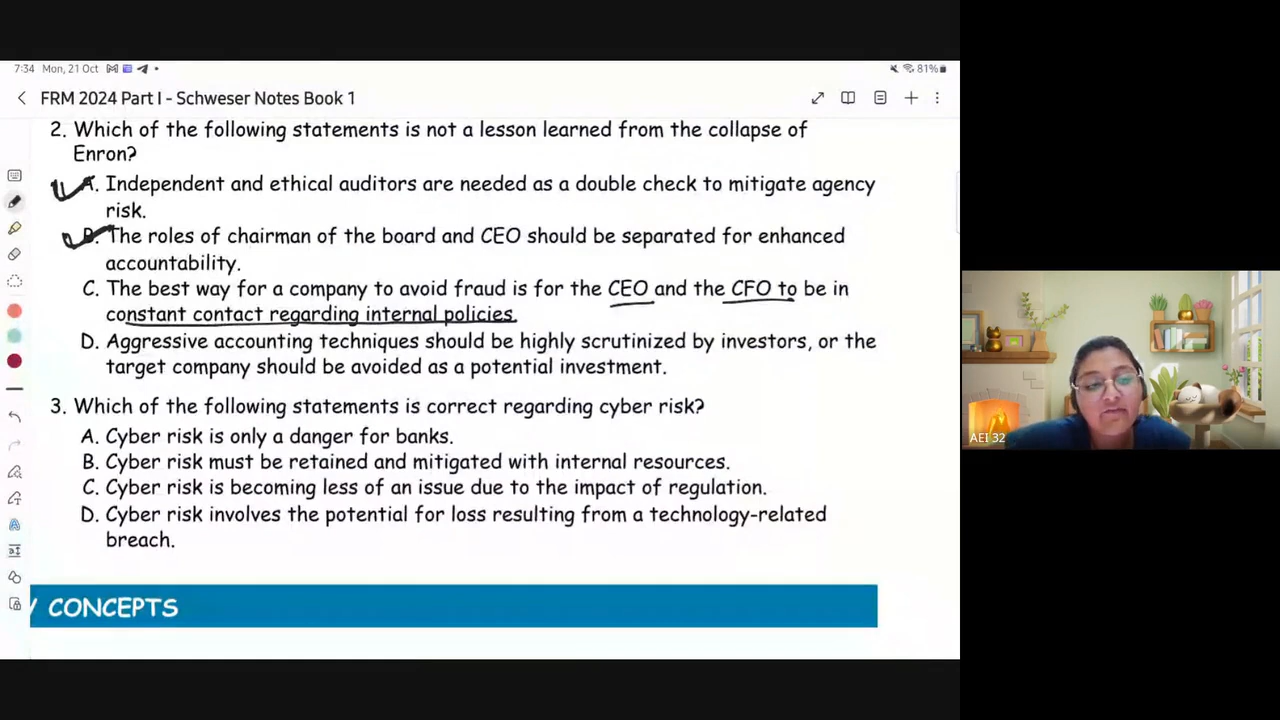 7:34 Mon, 21 Oct
81%
FRM 2024 Part I - Schweser Notes Book 1
2. Which of the following statements is not a lesson learned from the collapse of
Enron?
A. Independent and ethical auditors are needed as a double check to mitigate agency
risk.
B. The roles of chairman of the board and CEO should be separated for enhanced
accountability.
C. The best way for a company to avoid fraud is for the CEO and the CFO to be in
constant contact regarding internal policies.
D. Aggressive accounting techniques should be highly scrutinized by investors, or the
target company should be avoided as a potential investment.
3. Which of the following statements is correct regarding cyber risk?
A. Cyber risk is only a danger for banks.
B. Cyber risk must be retained and mitigated with internal resources.
C. Cyber risk is becoming less of an issue due to the impact of regulation.
D. Cyber risk involves the potential for loss resulting from a technology-related
breach.
CONCEPTS
AEI 32